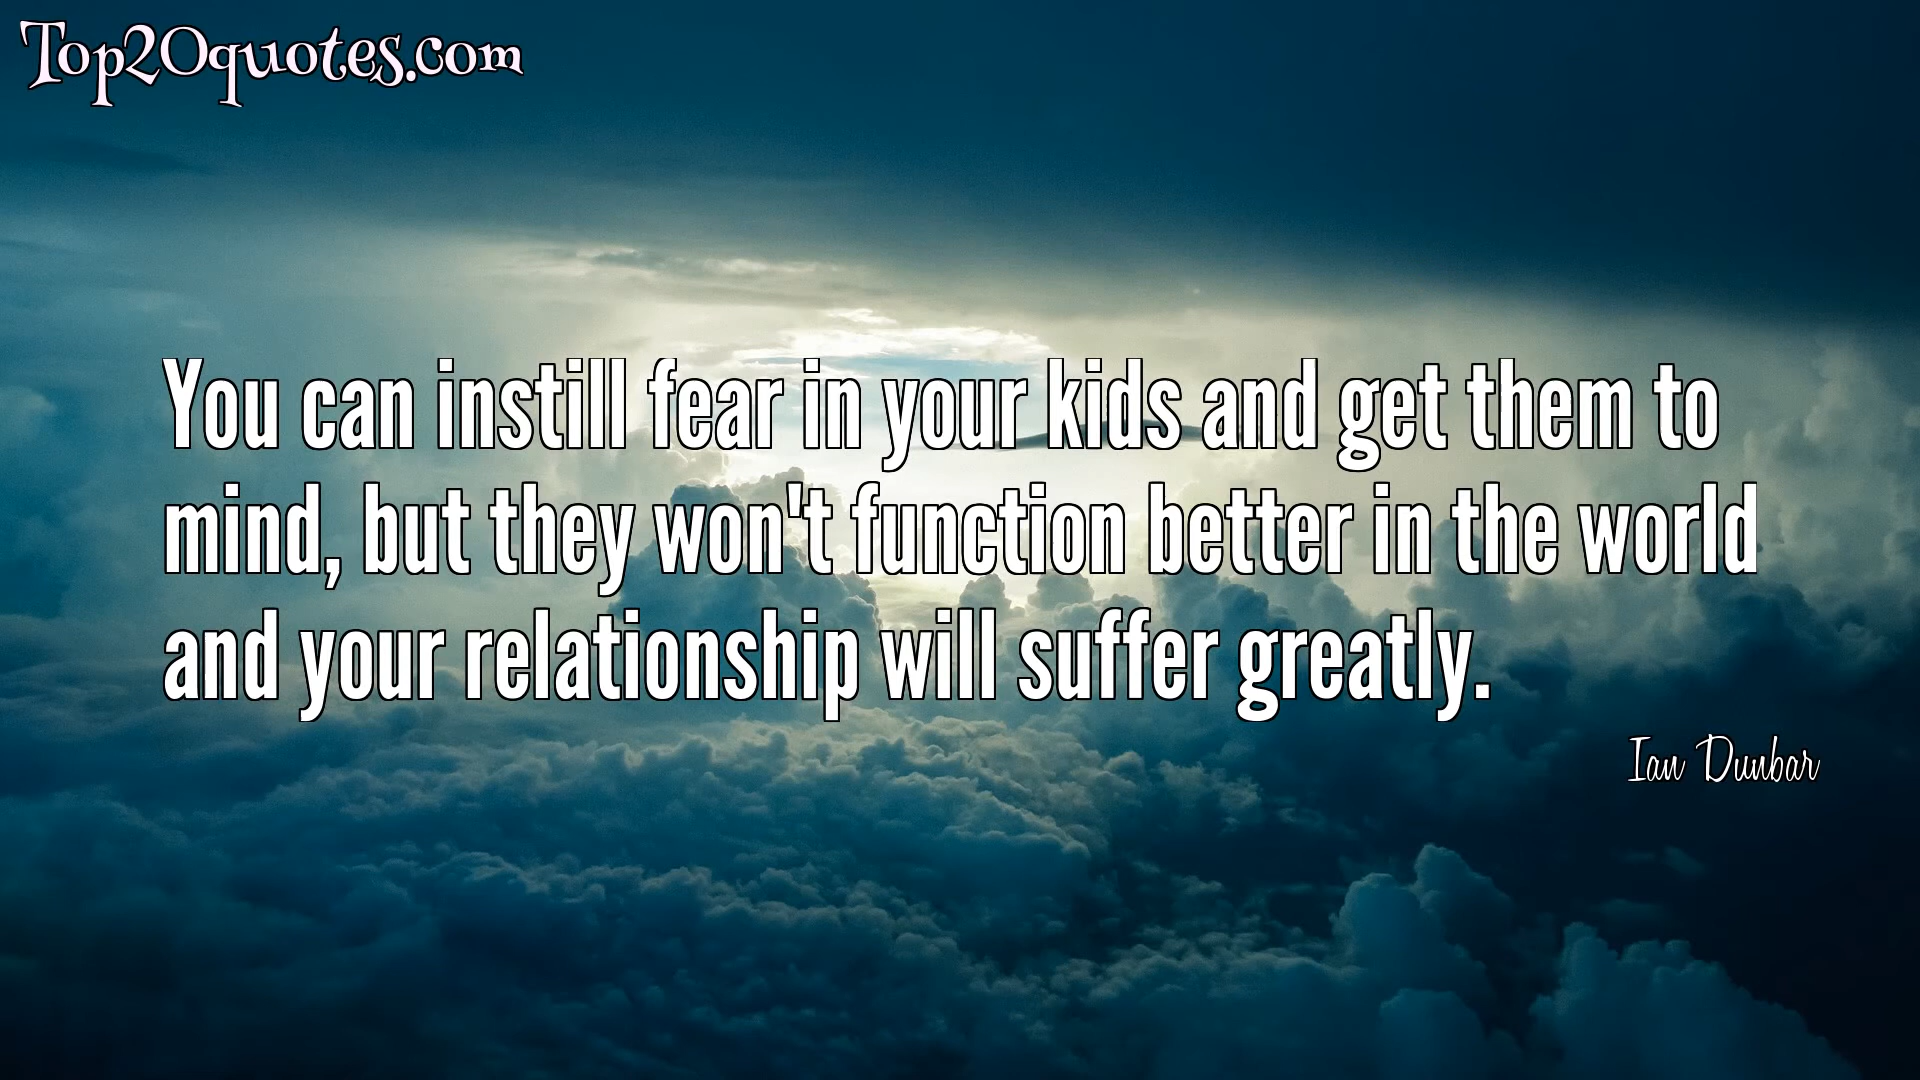 Top20quotes.com
You can instill fear in your kids and get them to
mind, but they won't function better in the world
and your relationship will suffer greatly.
Ian Dunbar